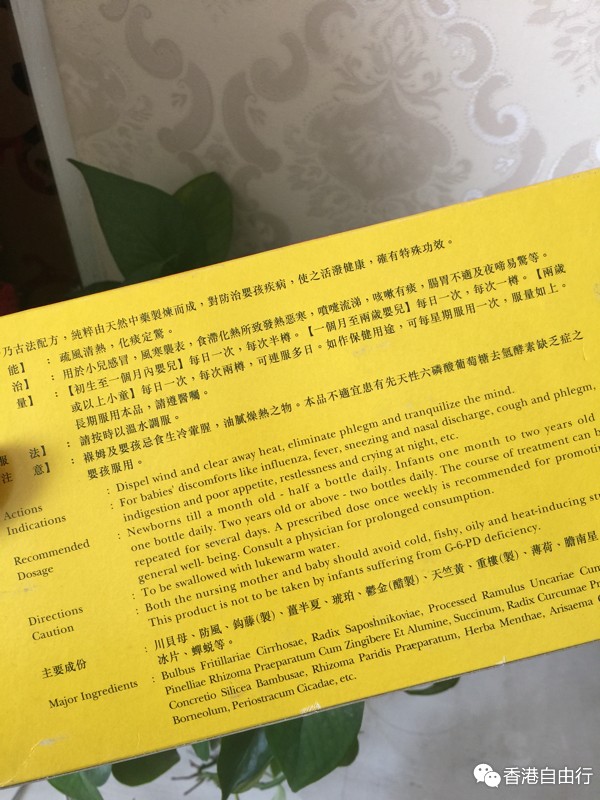 乃古法配方，純粹由天然中藥製煉而成，對防治嬰孩疾病，使之活潑健康，確有特殊功效。
能】：疏風清熱，化痰定驚。
治】：用於小兒感冒，風寒襲表，食滯化熱所致發熱惡寒，噴嚏流涕，咳嗽有痰，腸胃不適及夜啼易驚等。
量】：【初生至一個月內嬰兒】每日一次，每次半樽。【一個月至兩歲嬰兒】每日一次，每次一樽。【兩歲
或以上小童】每日一次，每次兩樽，可連服多日。如作保健用途，可每星期服用一次，服量如上。
長期服用本品，請遵醫囑。
服法】：請按時以溫水調服。
注意】：褓姆及嬰孩忌食生冷葷腥，油膩燥熱之物。本品不適宜患有先天性六磷酸葡萄糖去氫酵素缺乏症之
嬰孩服用。
Actions : Dispel wind and clear away heat, eliminate phlegm and tranquilize the mind.
Indications : For babies' discomforts like influenza, fever, sneezing and nasal discharge, cough and phlegm,
indigestion and poor appetite, restlessness and crying at night, etc.
Recommended : Newborns till a month old - half a bottle daily. Infants one month to two years old
Dosage one bottle daily. Two years old or above - two bottles daily. The course of treatment can b
repeated for several days. A prescribed dose once weekly is recommended for promotin
general well- being. Consult a physician for prolonged consumption.
Directions : To be swallowed with lukewarm water.
Caution : Both the nursing mother and baby should avoid cold, fishy, oily and heat-inducing stu
This product is not to be taken by infants suffering from G-6-PD deficiency.
主要成份 : 川貝母、防風、鈎藤(製)、薑半夏、琥珀、鬱金(醋製)、天竺黃、重樓(製)、薄荷、膽南星
冰片、蟬蛻等。
Major Ingredients : Bulbus Fritillariae Cirrhosae, Radix Saposhnikoviae, Processed Ramulus Uncariae Cum
Pinelliae Rhizoma Praeparatum Cum Zingibere Et Alumine, Succinum, Radix Curcumae Pr
Concretio Silicea Bambusae, Rhizoma Paridis Præparatum, Herba Menthae, Arisaema C
Borneolum, Periostracum Cicadae, etc.
香港自由行